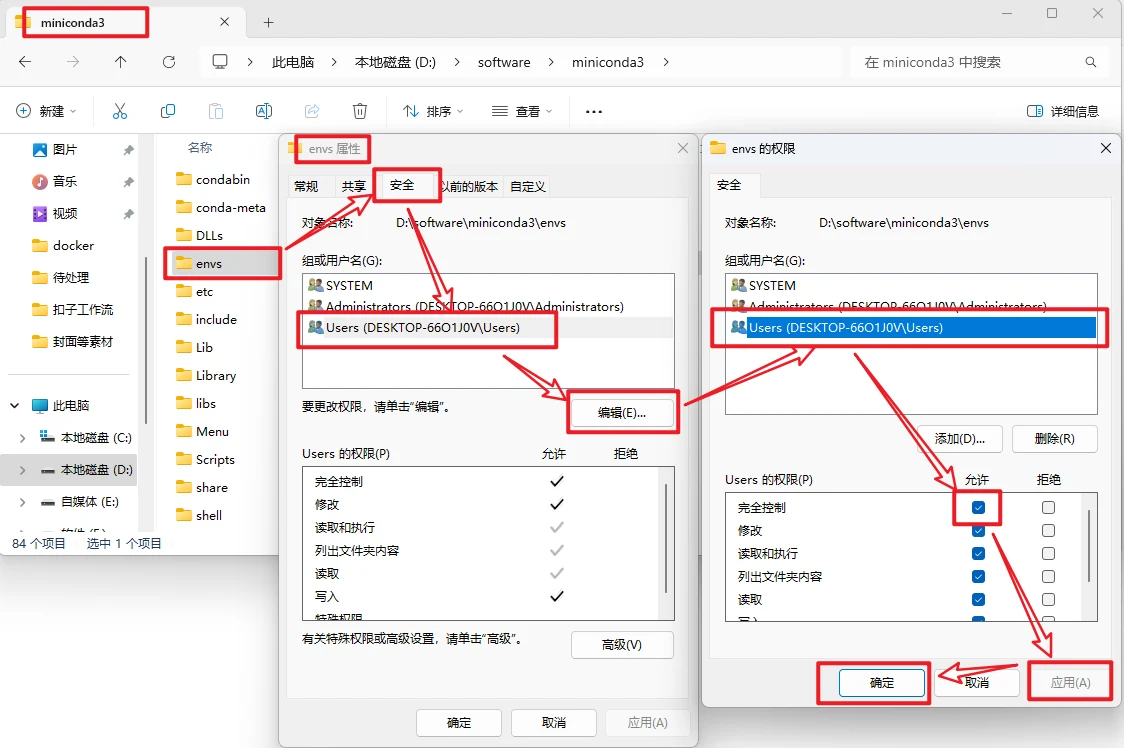 miniconda3
此电脑 本地磁盘 (D:) software miniconda3
在 miniconda3 中搜索
新建
排序
查看
详细信息
图片
音乐
视频
docker
待处理
扣子工作流
封面等素材
此电脑
本地磁盘 (C:)
本地磁盘 (D:)
自媒体 (E:)
84 个项目 选中 1 个项目
名称
condabin
conda-meta
DLLs
envs
etc
include
Lib
Library
libs
Menu
Scripts
share
shell
envs 属性
常规 共享 安全 以前的版本 自定义
对象名称: D:\software\miniconda3\envs
组或用户名(G):
SYSTEM
Administrators (DESKTOP-66O1J0V\Administrators)
Users (DESKTOP-66O1J0V\Users)
要更改权限，请单击“编辑”。
编辑(E)...
Users 的权限(P) 允许 拒绝
完全控制
修改
读取和执行
列出文件夹内容
读取
写入
特殊权限
有关特殊权限或高级设置，请单击“高级”。
高级(V)
确定 取消 应用(A)
envs 的权限
安全
对象名称: D:\software\miniconda3\envs
组或用户名(G):
SYSTEM
Administrators (DESKTOP-66O1J0V\Administrators)
Users (DESKTOP-66O1J0V\Users)
添加(D)... 删除(R)
Users 的权限(P) 允许 拒绝
完全控制
修改
读取和执行
列出文件夹内容
读取
确定 取消 应用(A)